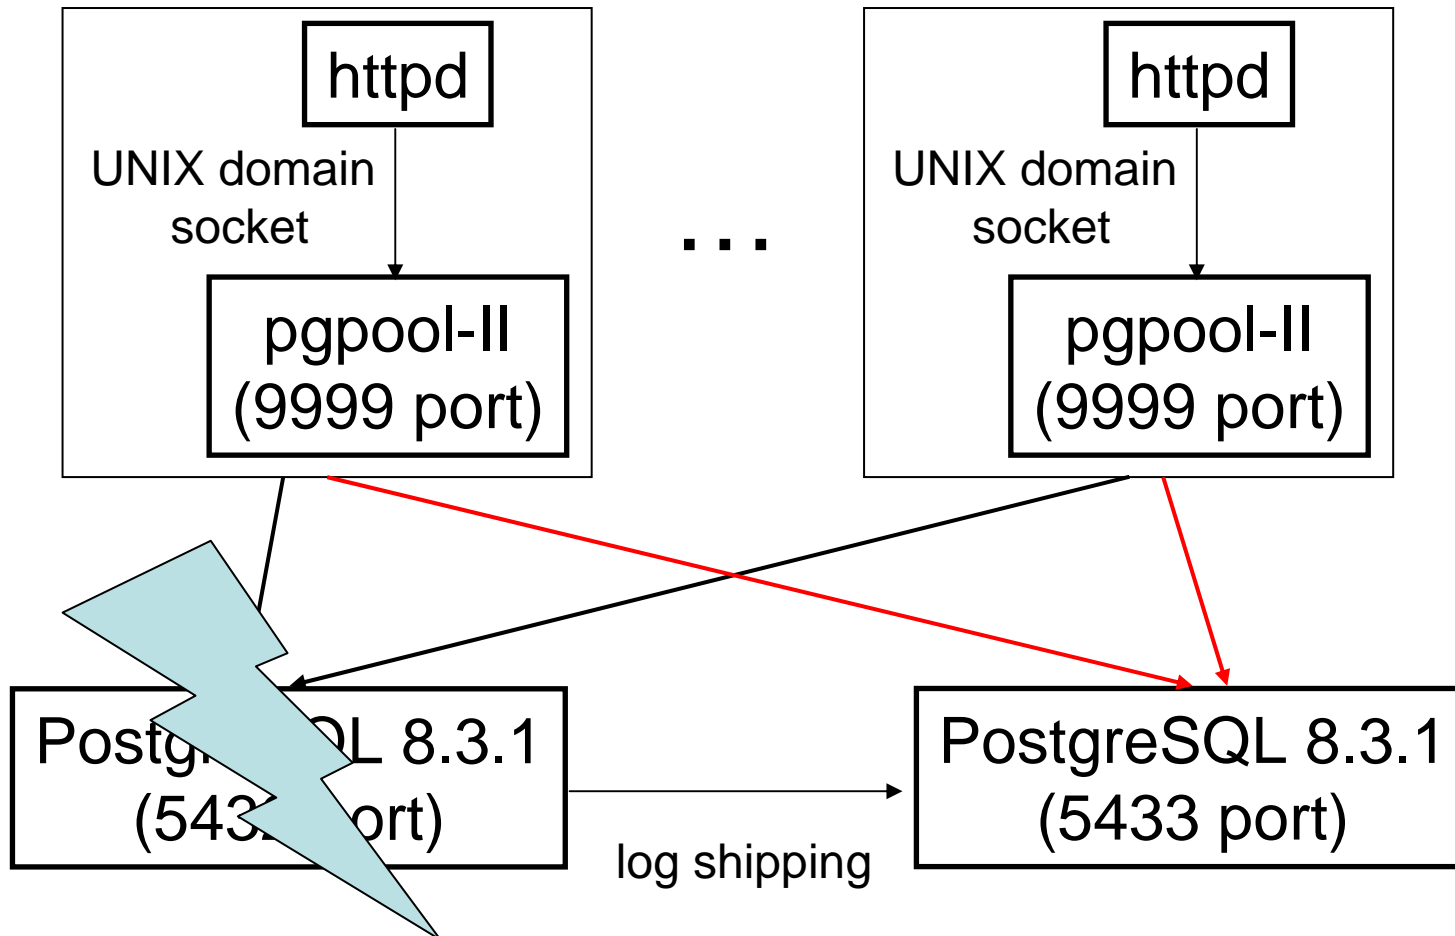 httpd
httpd
UNIX domain
socket
UNIX domain
socket
...
pgpool-II
(9999 port)
pgpool-II
(9999 port)
8.3.1
PostgreSQL 8.3.1
(5433 port)
log shipping